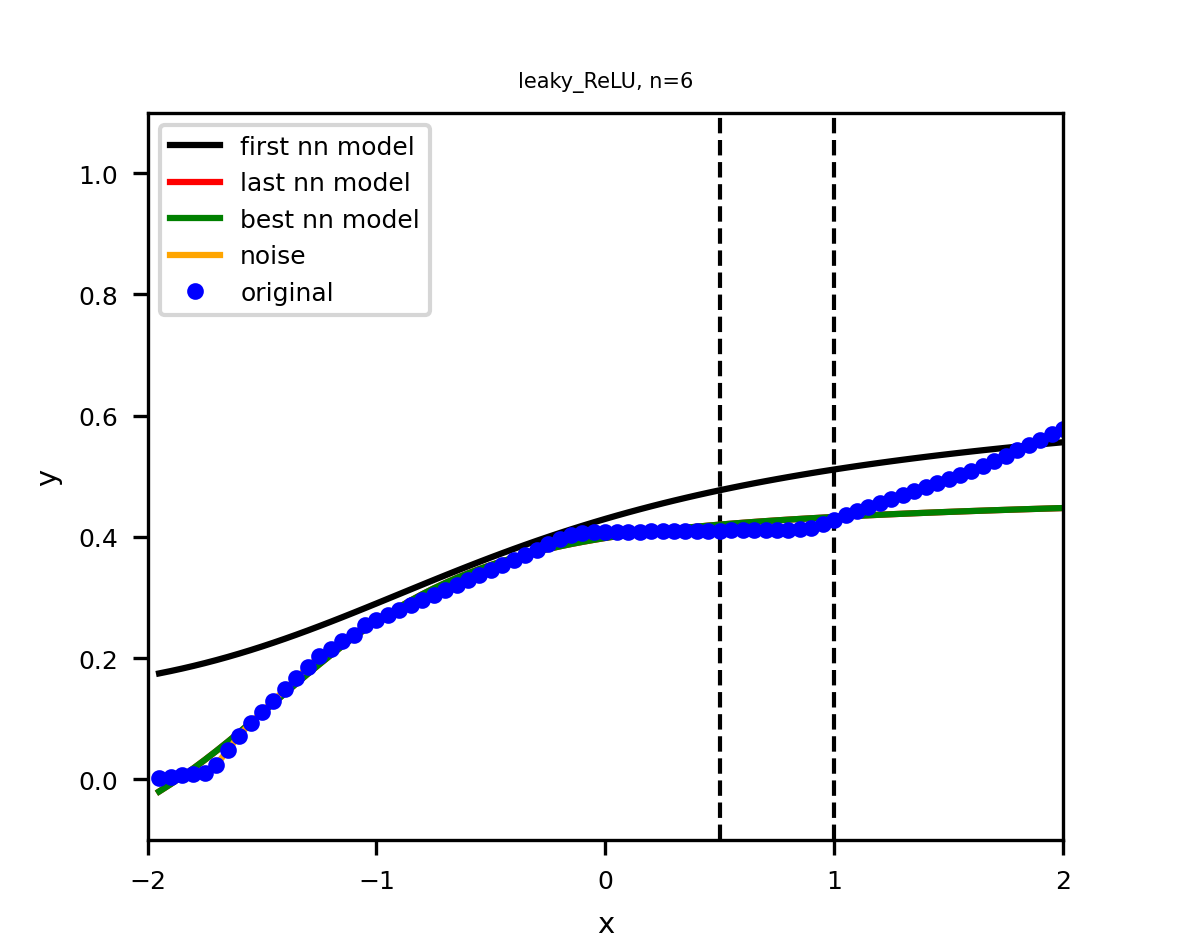 leaky_ReLU, n=6
first nn model
last nn model
best nn model
noise
original
1.0
0.8
0.6
0.4
0.2
0.0
y
−2 −1 0 1 2
x